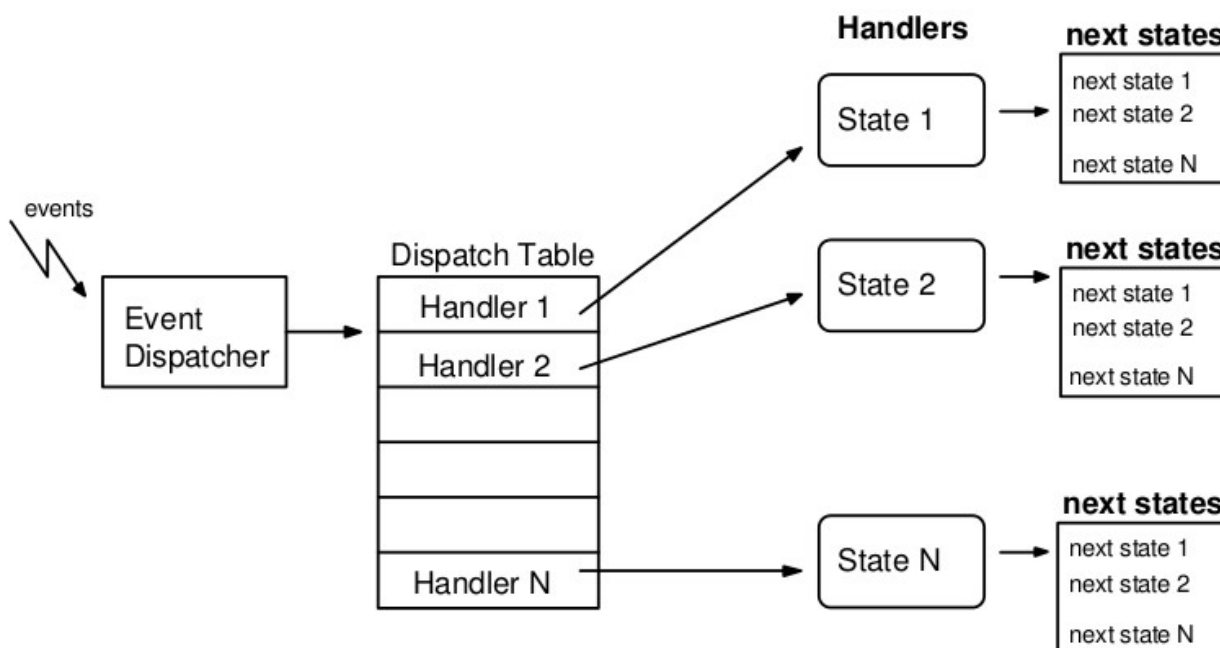 events
Event
Dispatcher
Dispatch Table
Handler 1
Handler 2
Handler N
Handlers
State 1
State 2
State N
next states
next state 1
next state 2
next state N
next states
next state 1
next state 2
next state N
next states
next state 1
next state 2
next state N